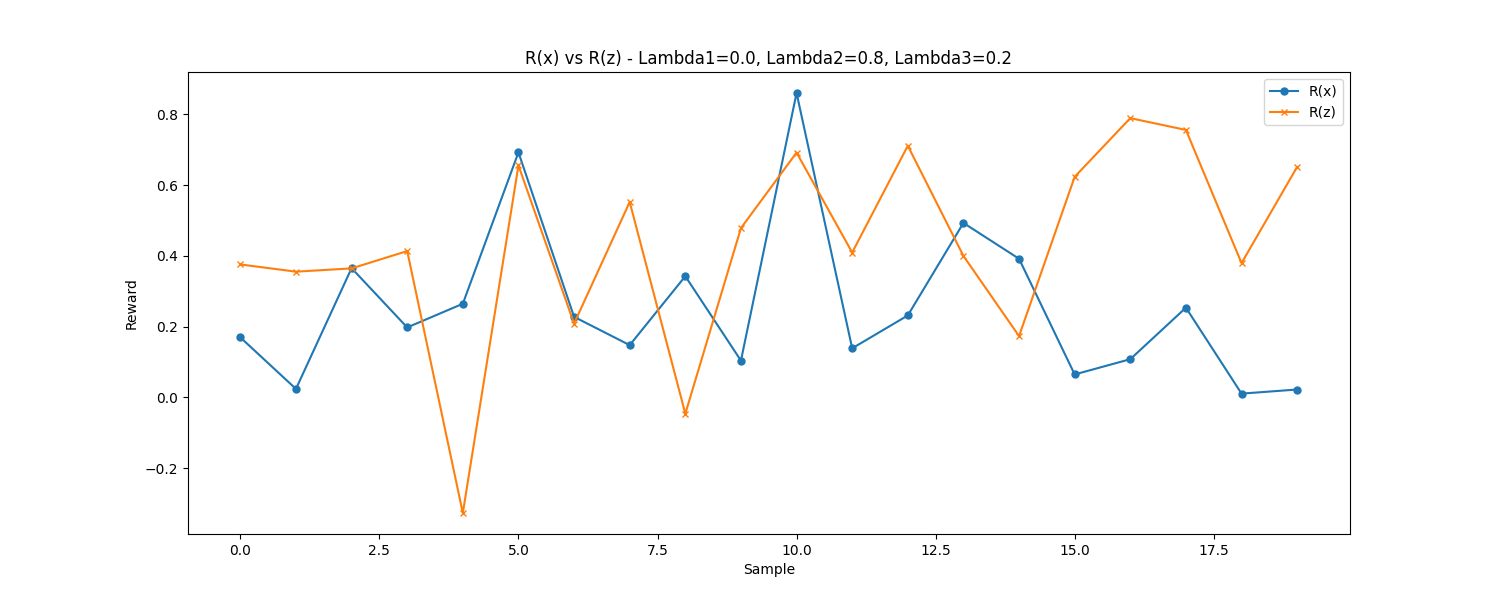 R(x) vs R(z) - Lambda1=0.0, Lambda2=0.8, Lambda3=0.2
R(x)
R(z)
Reward
0.8
0.6
0.4
0.2
0.0
−0.2
0.0 2.5 5.0 7.5 10.0 12.5 15.0 17.5
Sample